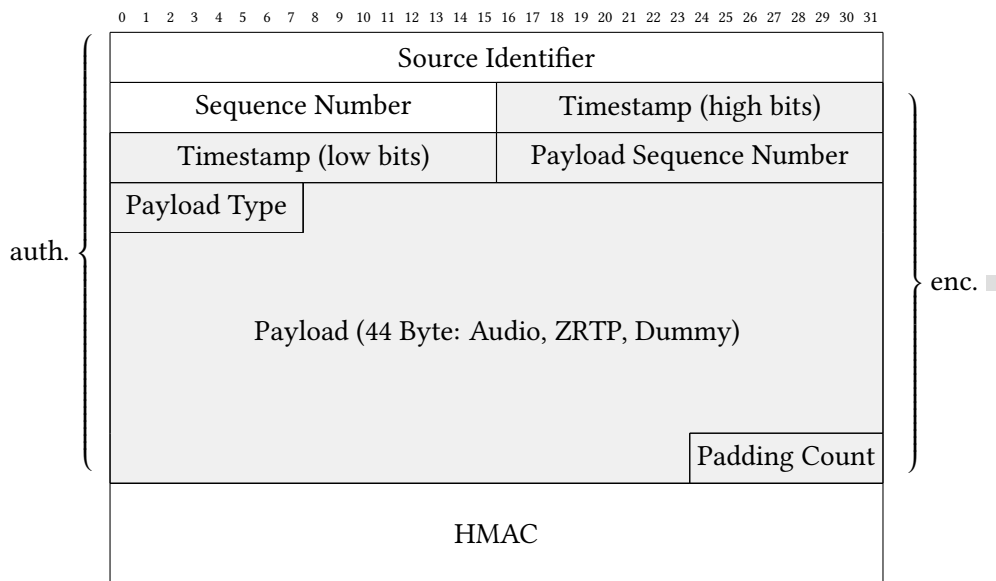 0 1 2 3 4 5 6 7 8 9 10 11 12 13 14 15 16 17 18 19 20 21 22 23 24 25 26 27 28 29 30 31
Source Identifier
Sequence Number Timestamp (high bits)
Timestamp (low bits) Payload Sequence Number
Payload Type
auth.
enc.
Payload (44 Byte: Audio, ZRTP, Dummy)
Padding Count
HMAC